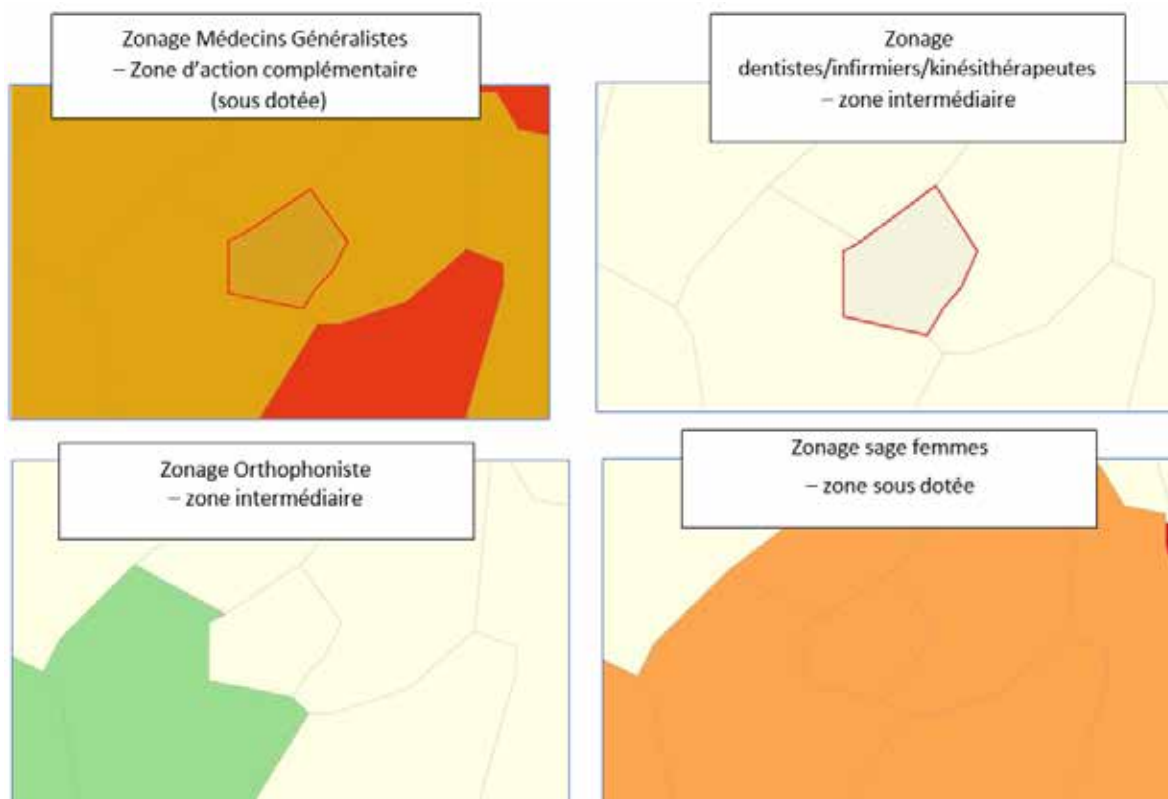 Zonage Médecins Généralistes
– Zone d'action complémentaire
(sous dotée)
Zonage
dentistes/infirmiers/kinésithérapeutes
– zone intermédiaire
Zonage Orthophoniste
– zone intermédiaire
Zonage sage femmes
– zone sous dotée